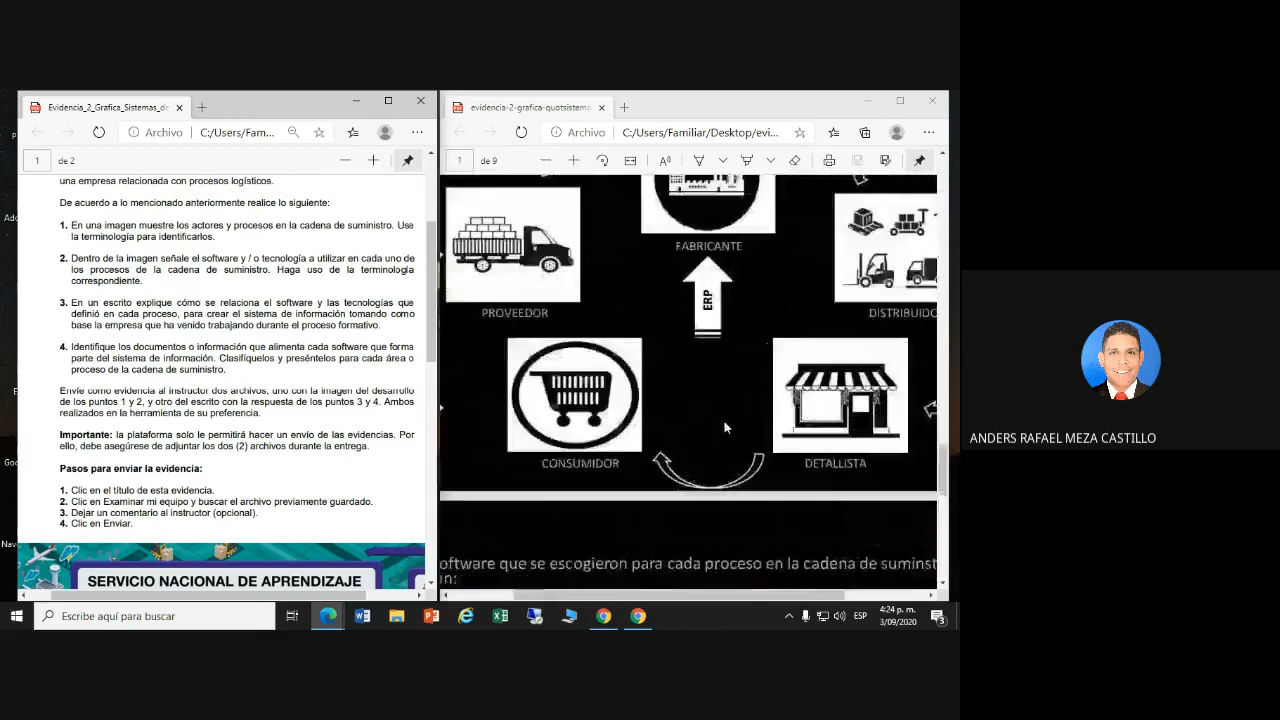 Evidencia_2_Grafica_Sistemas_de
Archivo
C:/Users/Fam...
1 de 2
una empresa relacionada con procesos logísticos.
De acuerdo a lo mencionado anteriormente realice lo siguiente:
1. En una imagen muestre los actores y procesos en la cadena de suministro. Use
la terminología para identificarlos.
2. Dentro de la imagen señale el software y / o tecnología a utilizar en cada uno de
los procesos de la cadena de suministro. Haga uso de la terminología
correspondiente.
3. En un escrito explique cómo se relaciona el software y las tecnologías que
definió en cada proceso, para crear el sistema de información tomando como
base la empresa que ha venido trabajando durante el proceso formativo.
4. Identifique los documentos o información que alimenta cada software que forma
parte del sistema de información. Clasifíquelos y preséntelos para cada área o
proceso de la cadena de suministro.
Envíe como evidencia al instructor dos archivos, uno con la imagen del desarrollo
de los puntos 1 y 2, y otro del escrito con la respuesta de los puntos 3 y 4. Ambos
realizados en la herramienta de su preferencia.
Importante: la plataforma solo le permitirá hacer un envío de las evidencias. Por
ello, debe asegúrese de adjuntar los dos (2) archivos durante la entrega.
Pasos para enviar la evidencia:
1. Clic en el título de esta evidencia.
2. Clic en Examinar mi equipo y buscar el archivo previamente guardado.
3. Dejar un comentario al instructor (opcional).
4. Clic en Enviar.
SERVICIO NACIONAL DE APRENDIZAJE
evidencia-2-grafica-quotsistema
Archivo
C:/Users/Familiar/Desktop/evi...
7 de 9
FABRICANTE
PROVEEDOR
ERP
DISTRIBUIDO
CONSUMIDOR
DETALLISTA
oftware que se escogieron para cada proceso en la cadena de suminst
n:
ANDERS RAFAEL MEZA CASTILLO
Escribe aquí para buscar
ESP
4:24 p. m.
3/09/2020
3